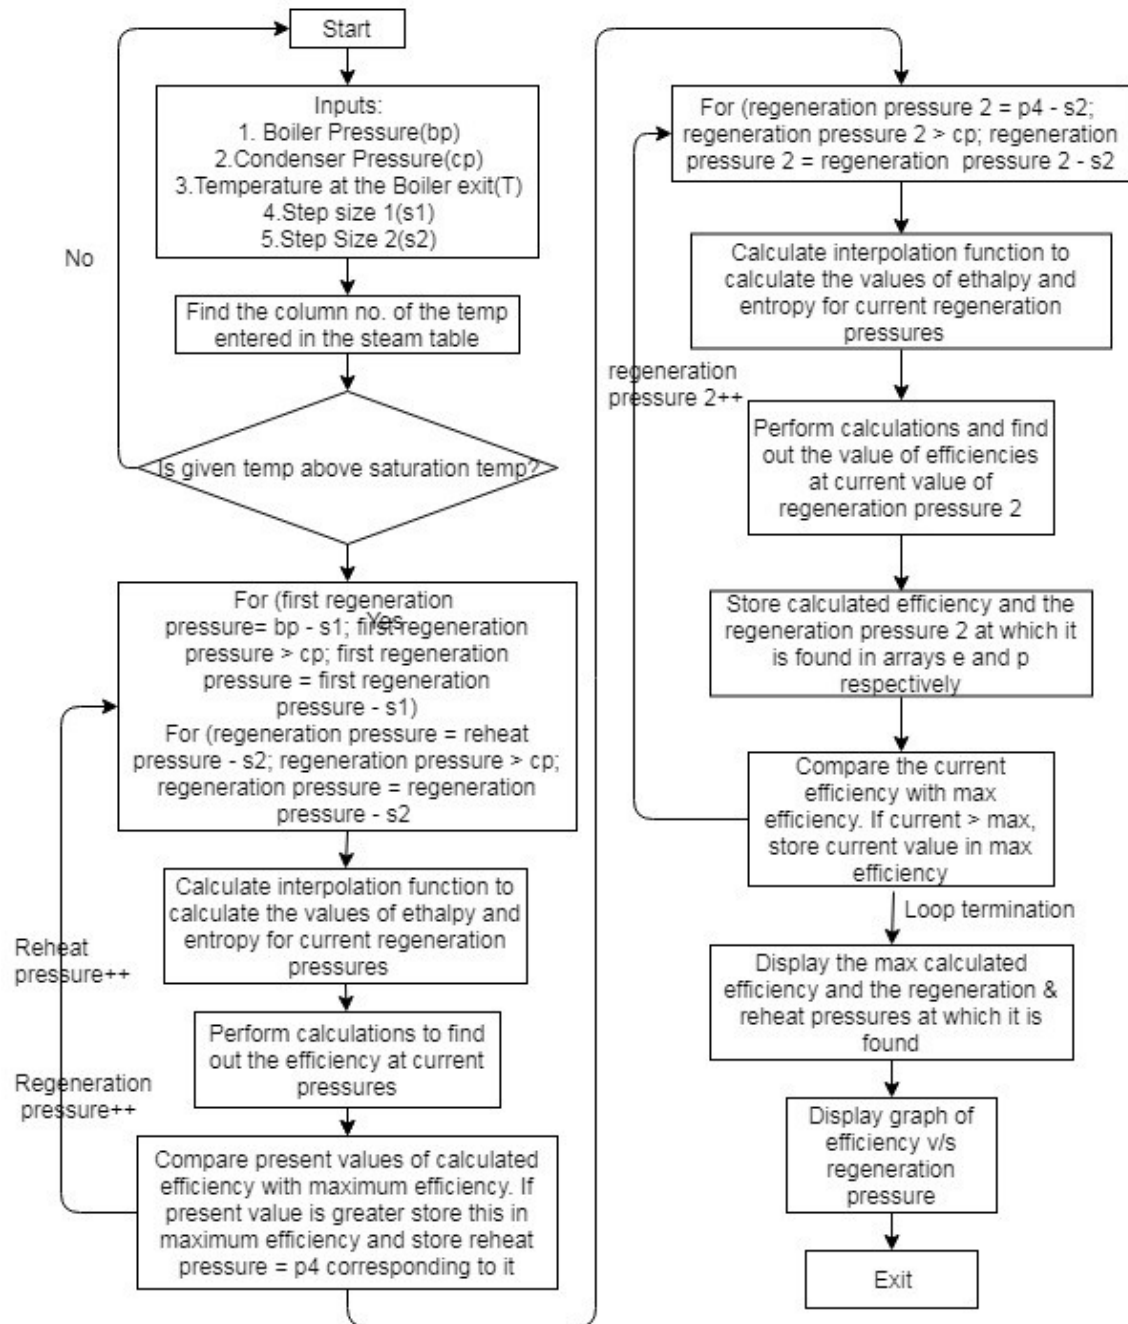 Start
Inputs:
1. Boiler Pressure(bp)
2.Condenser Pressure(cp)
3.Temperature at the Boiler exit(T)
4.Step size 1(s1)
5.Step Size 2(s2)
No
Find the column no. of the temp
entered in the steam table
Is given temp above saturation temp?
Yes
For (first regeneration
pressure= bp - s1; first regeneration
pressure > cp; first regeneration
pressure = first regeneration
pressure - s1)
For (regeneration pressure = reheat
pressure - s2; regeneration pressure > cp;
regeneration pressure = regeneration
pressure - s2
Calculate interpolation function to
calculate the values of ethalpy and
entropy for current regeneration
pressures
Reheat
pressure++
Perform calculations to find
out the efficiency at current
pressures
Regeneration
pressure++
Compare present values of calculated
efficiency with maximum efficiency. If
present value is greater store this in
maximum efficiency and store reheat
pressure = p4 corresponding to it
For (regeneration pressure 2 = p4 - s2;
regeneration pressure 2 > cp; regeneration
pressure 2 = regeneration pressure 2 - s2
Calculate interpolation function to
calculate the values of ethalpy and
entropy for current regeneration
pressures
regeneration
pressure 2++
Perform calculations and find
out the value of efficiencies
at current value of
regeneration pressure 2
Store calculated efficiency and the
regeneration pressure 2 at which it
is found in arrays e and p
respectively
Compare the current
efficiency with max
efficiency. If current > max,
store current value in max
efficiency
Loop termination
Display the max calculated
efficiency and the regeneration &
reheat pressures at which it is
found
Display graph of
efficiency v/s
regeneration
pressure
Exit